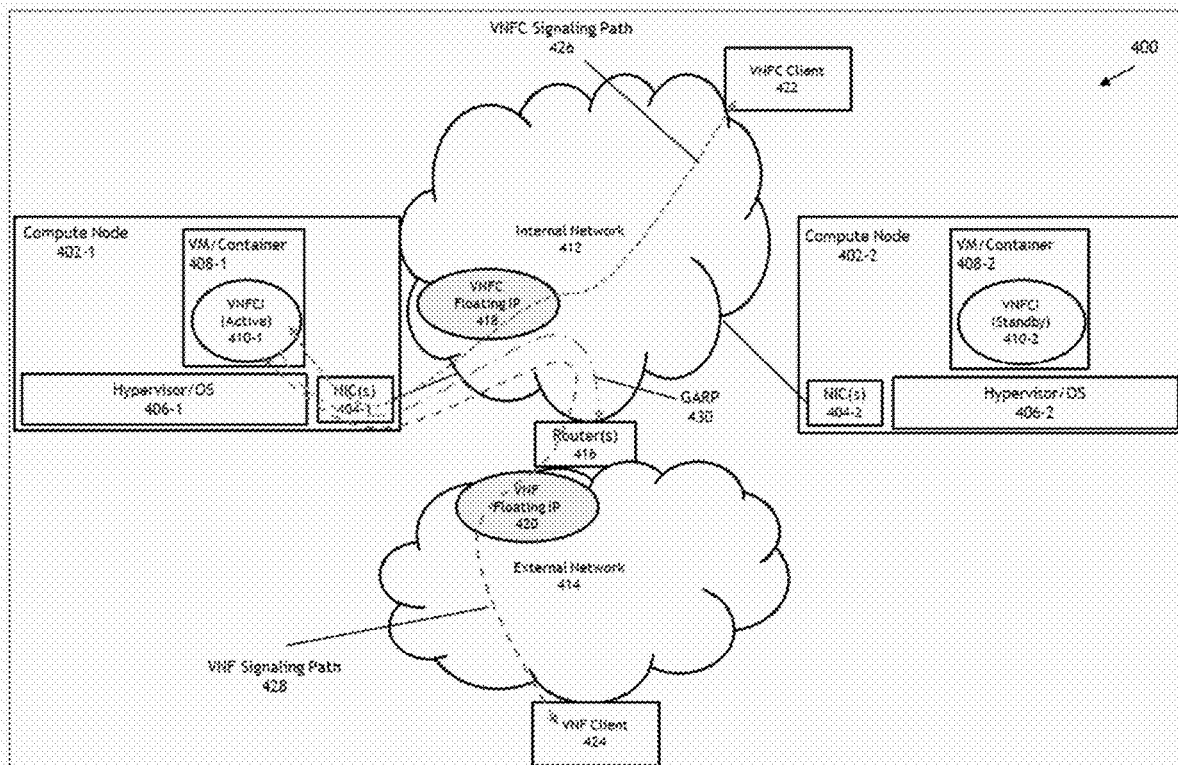 VNFC Signaling Path
426
VNFC Client
422
400
Compute Node
402-1
VM/Container
408-1
VNFCI
(Active)
410-1
Hypervisor/OS
406-1
NIC(s)
404-1
Internal Network
412
VNFC
Floating IP
418
GARP
430
Router(s)
416
Compute Node
402-2
VM/Container
408-2
VNFCI
(Standby)
410-2
NIC(s)
404-2
Hypervisor/OS
406-2
VNF
Floating IP
420
External Network
414
VNF Signaling Path
428
VNF Client
424